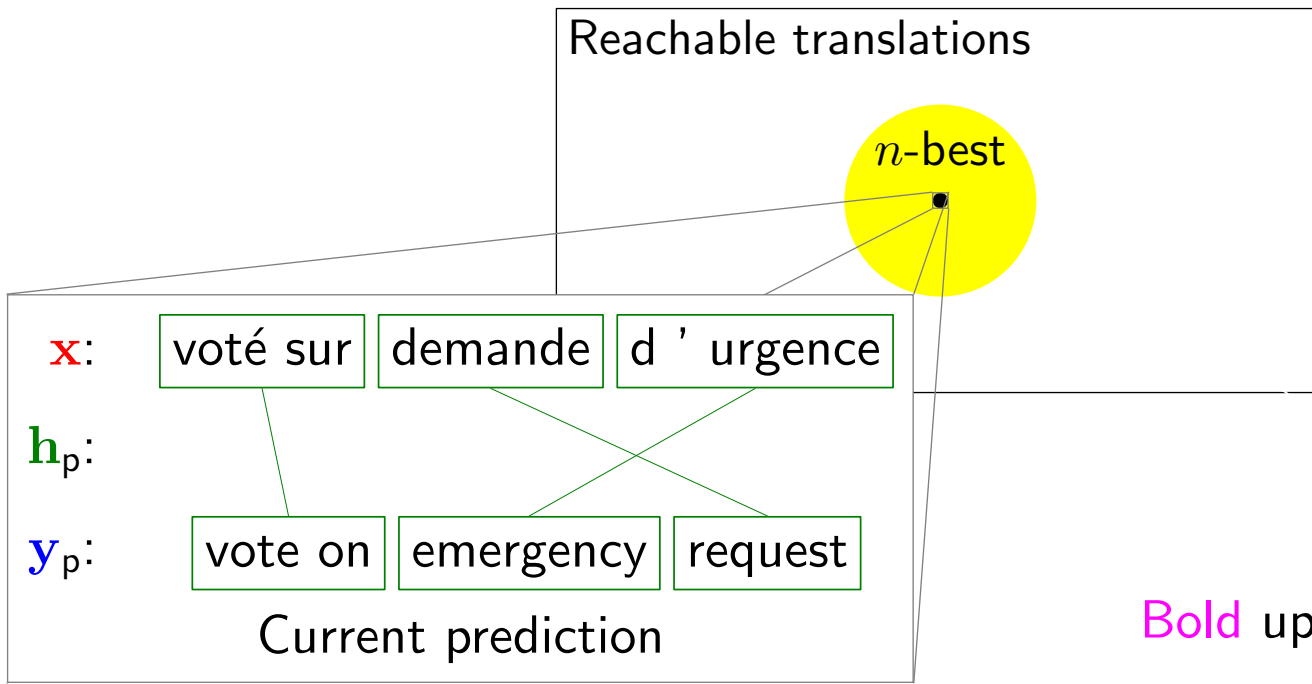 Reachable translations
n-best
x: voté sur demande d ’ urgence
hp:
yp: vote on emergency request
Current prediction
Bold up